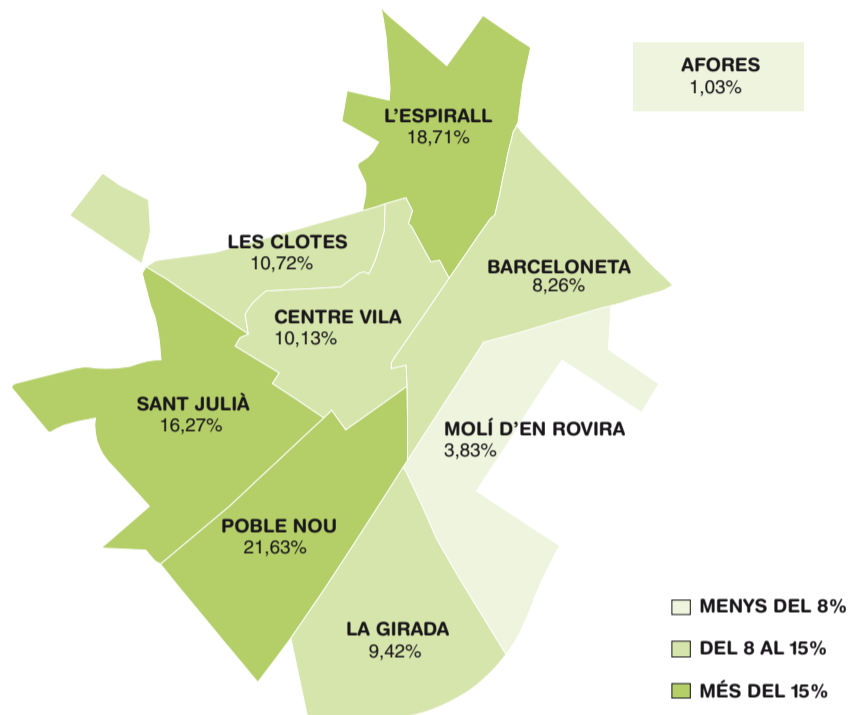 AFORES
1,03%
L'ESPIRALL
18,71%
LES CLOTES
10,72%
BARCELONETA
8,26%
CENTRE VILA
10,13%
SANT JULIÀ
16,27%
MOLÍ D'EN ROVIRA
3,83%
POBLE NOU
21,63%
LA GIRADA
9,42%
MENYS DEL 8%
DEL 8 AL 15%
MÉS DEL 15%